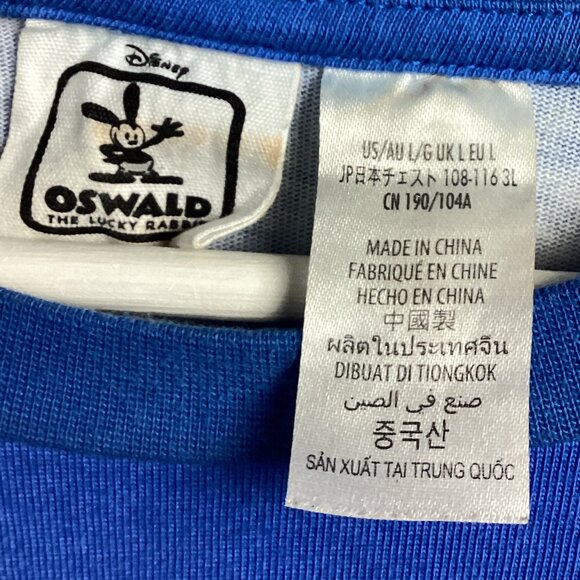 Disney
OSWALD
THE LUCKY RABBI
US/AU L/G UK L EU L
JP日本チェスト 108-116 3L
CN 190/104A
MADE IN CHINA
FABRIQUÉ EN CHINE
HECHO EN CHINA
中國製
ผลิตในประเทศจีน
DIBUAT DI TIONGKOK
صنع في الصين
중국산
SẢN XUẤT TẠI TRUNG QUỐC